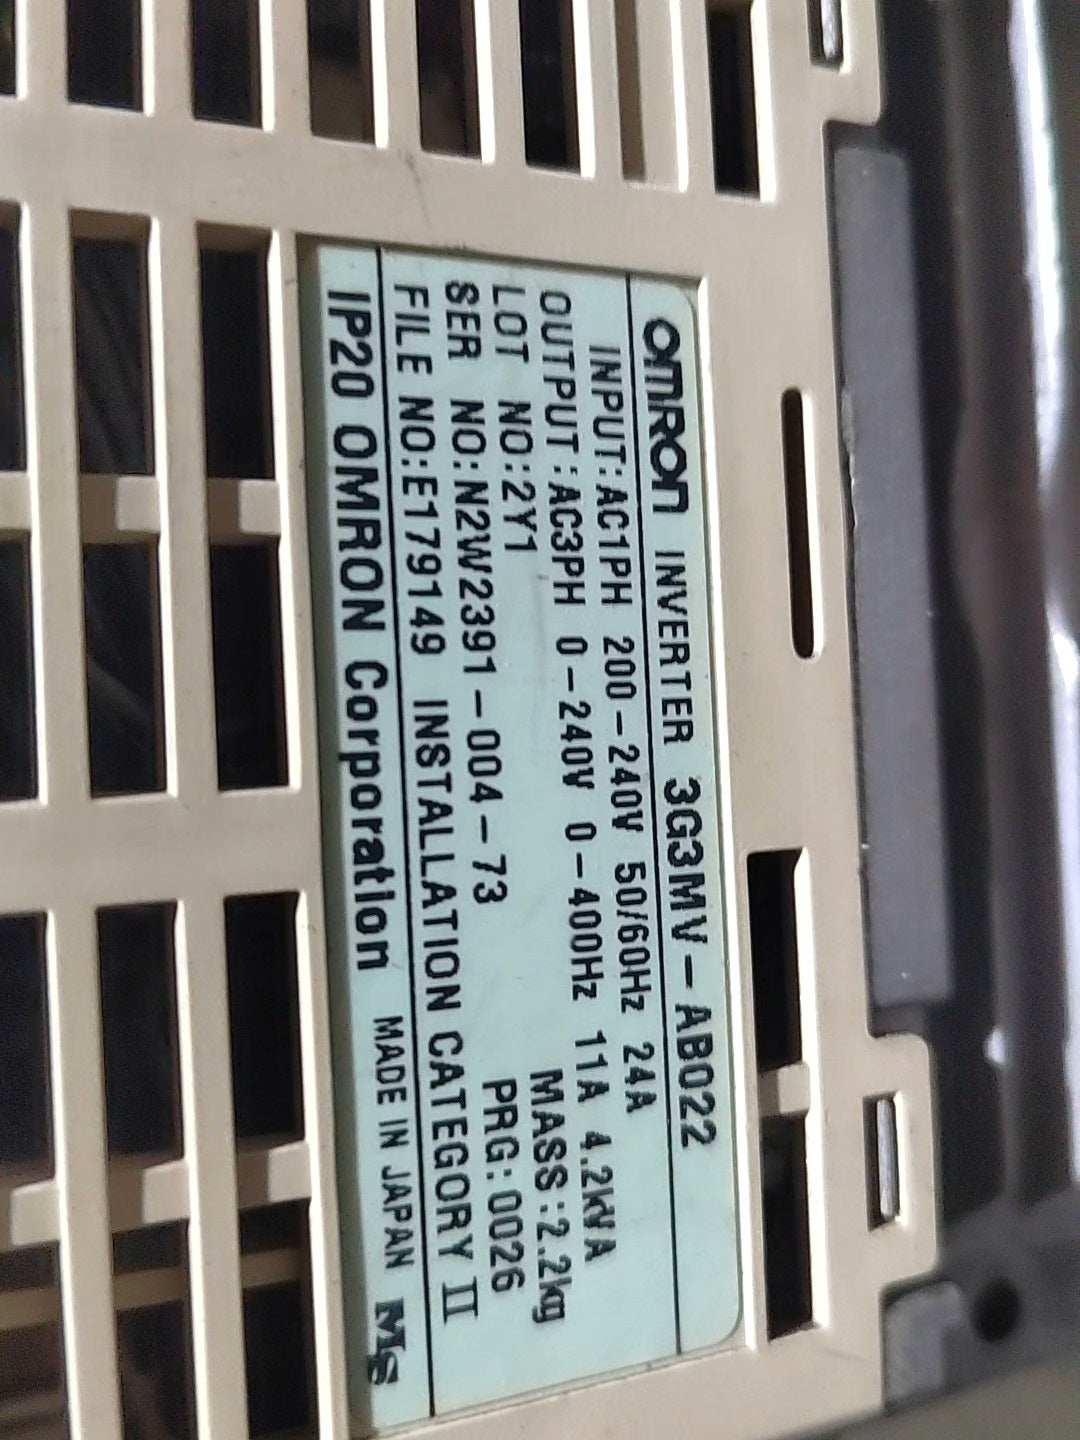 OMRON INVERTER 3G3MV-AB022
INPUT:AC1PH 200-240V 50/60Hz 24A
OUTPUT:AC3PH 0-240V 0-400Hz 11A 4.2kVA
LOT NO:2Y1 MASS:2.2kg
SER NO:N2W2391-004-73 PRG:0026
FILE NO:E179149 INSTALLATION CATEGORY II
IP20 OMRON Corporation MADE IN JAPAN Ms